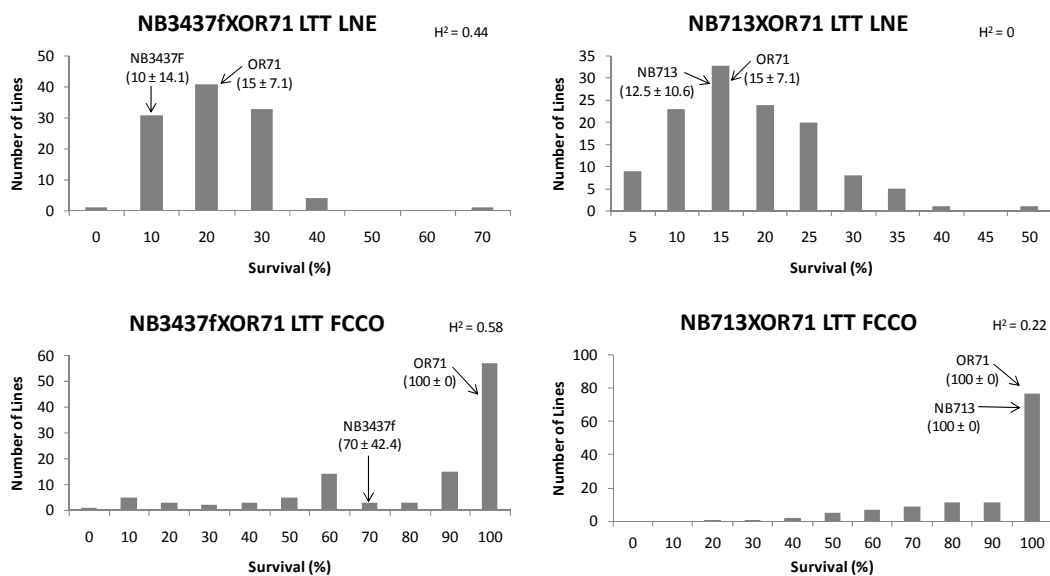 NB3437fXOR71 LTT LNE
H² = 0.44
50
40
30
20
10
0
Number of Lines
NB3437F
(10 ± 14.1)
OR71
(15 ± 7.1)
0 10 20 30 40 50 60 70
Survival (%)
NB713XOR71 LTT LNE
H² = 0
35
30
25
20
15
10
5
0
Number of Lines
NB713
(12.5 ± 10.6)
OR71
(15 ± 7.1)
5 10 15 20 25 30 35 40 45 50
Survival (%)
NB3437fXOR71 LTT FCCO
H² = 0.58
60
50
40
30
20
10
0
Number of Lines
OR71
(100 ± 0)
NB3437f
(70 ± 42.4)
0 10 20 30 40 50 60 70 80 90 100
Survival (%)
NB713XOR71 LTT FCCO
H² = 0.22
100
80
60
40
20
0
Number of Lines
OR71
(100 ± 0)
NB713
(100 ± 0)
0 10 20 30 40 50 60 70 80 90 100
Survival (%)